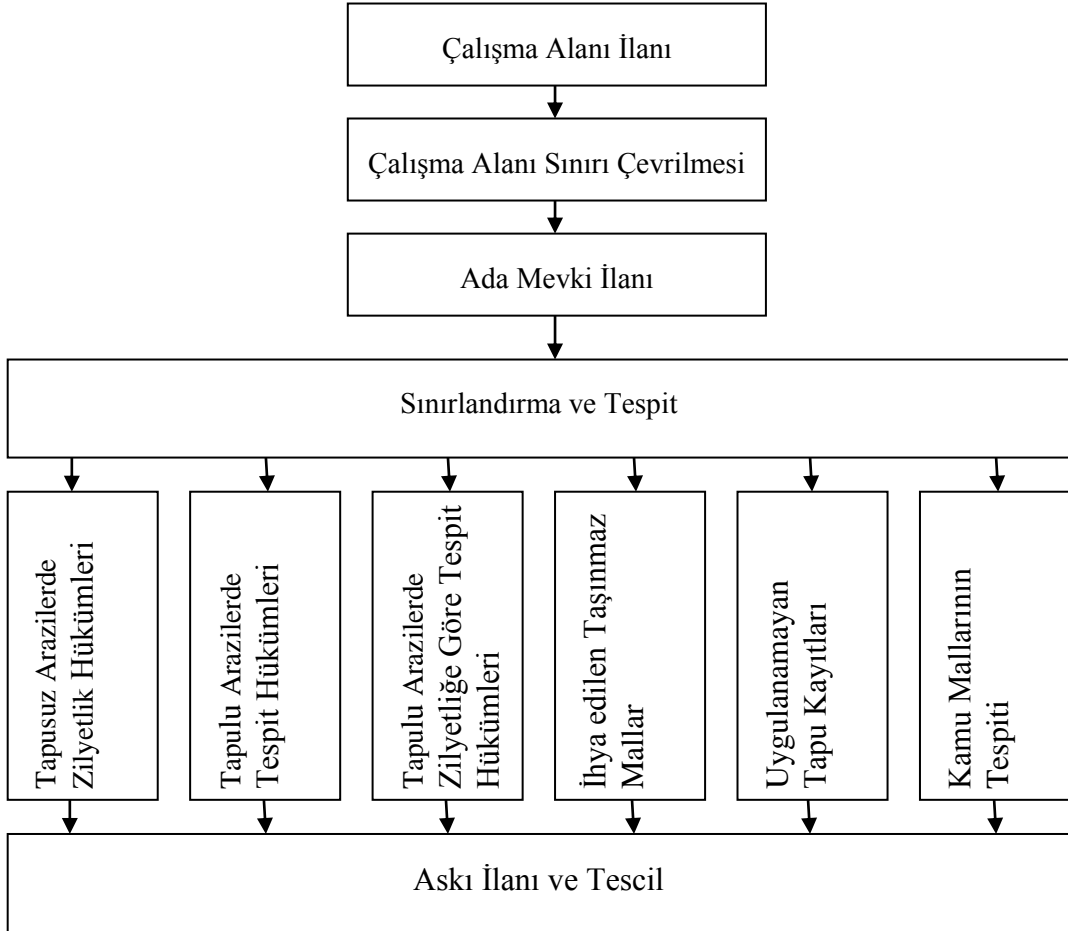 Çalışma Alanı İlanı
Çalışma Alanı Sınırı Çevrilmesi
Ada Mevki İlanı
Sınırlandırma ve Tespit
Tapusuz Arazilerde
Zilyetlik Hükümleri
Tapulu Arazilerde
Tespit Hükümleri
Tapulu Arazilerde
Zilyetliğe Göre Tespit
Hükümleri
İhya edilen Taşınmaz
Mallar
Uygulanamayan
Tapu Kayıtları
Kamu Mallarının
Tespiti
Askı İlanı ve Tescil